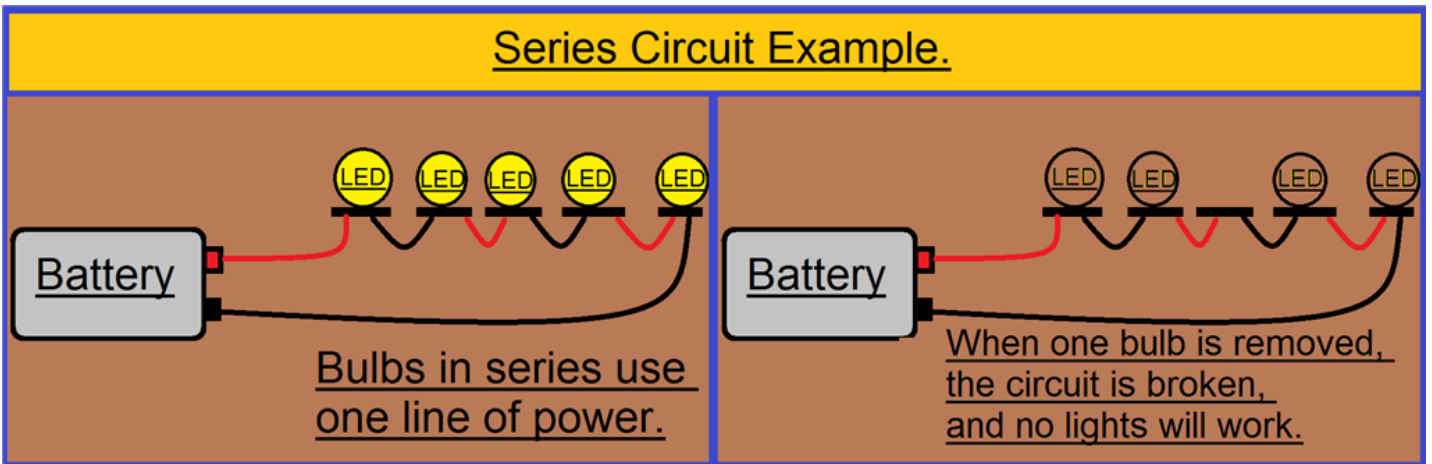 Series Circuit Example.
LED LED LED LED LED
Battery
Bulbs in series use
one line of power.
LED LED LED LED
Battery
When one bulb is removed,
the circuit is broken,
and no lights will work.